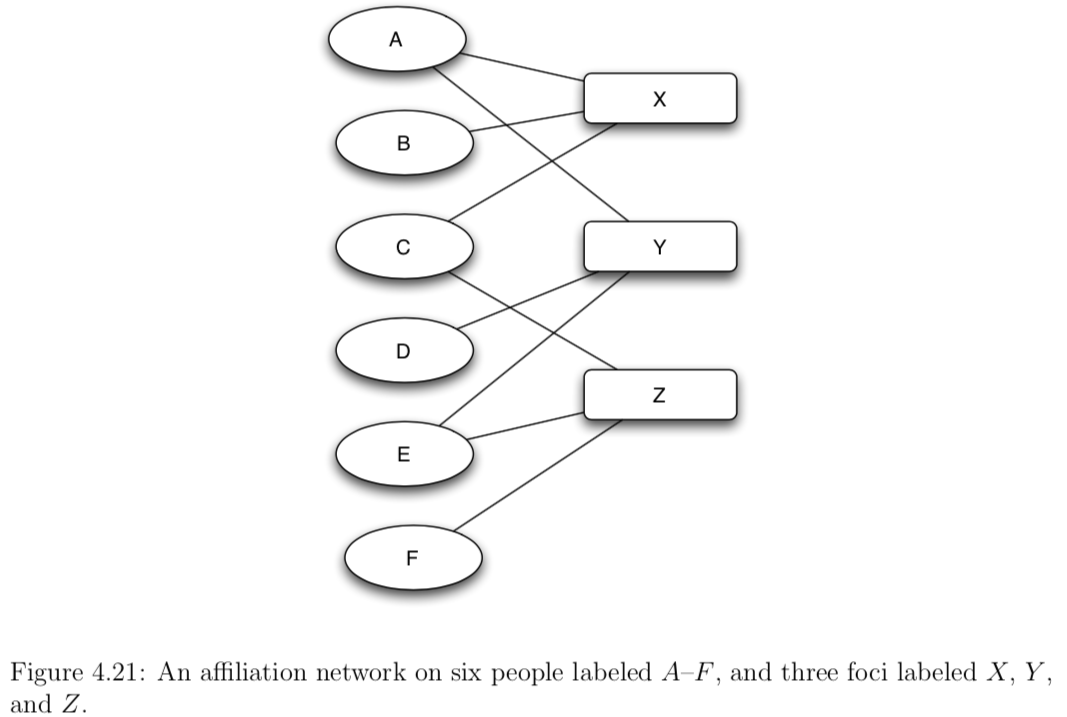 A
X
B
C
Y
D
Z
E
F
Figure 4.21: An affiliation network on six people labeled A–F, and three foci labeled X, Y,
and Z.